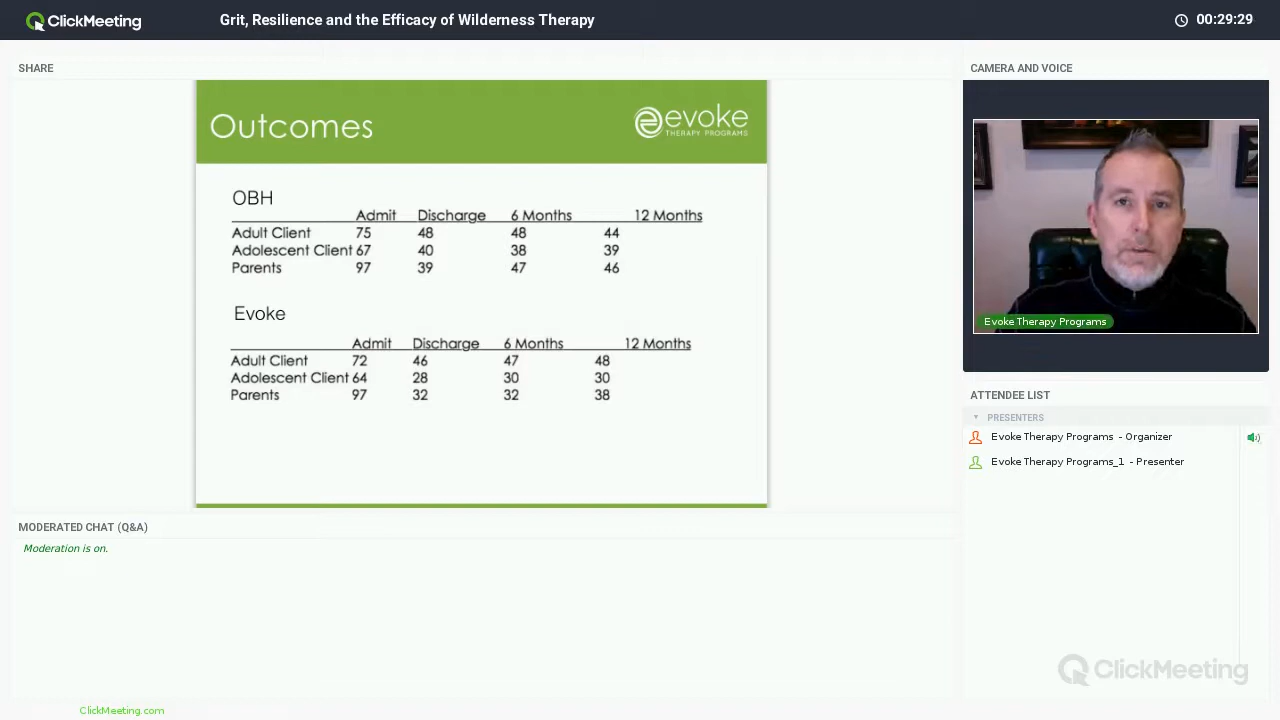 ClickMeeting
Grit, Resilience and the Efficacy of Wilderness Therapy
00:29:29
SHARE
Outcomes
evoke
THERAPY PROGRAMS
OBH
Admit Discharge 6 Months 12 Months
Adult Client 75 48 48 44
Adolescent Client 67 40 38 39
Parents 97 39 47 46
Evoke
Admit Discharge 6 Months 12 Months
Adult Client 72 46 47 48
Adolescent Client 64 28 30 30
Parents 97 32 32 38
CAMERA AND VOICE
Evoke Therapy Programs
ATTENDEE LIST
PRESENTERS
Evoke Therapy Programs - Organizer
Evoke Therapy Programs_1 - Presenter
MODERATED CHAT (Q&A)
Moderation is on.
ClickMeeting
ClickMeeting.com